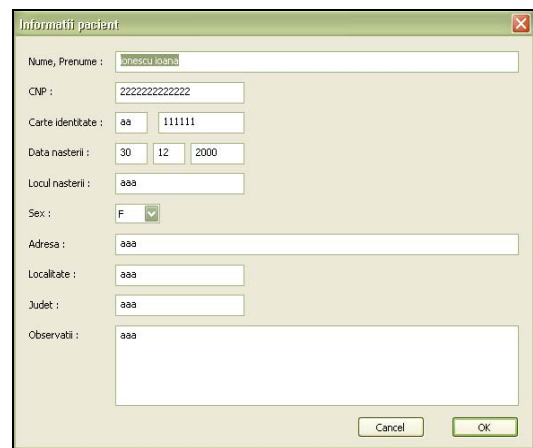 Informatii pacient
Nume, Prenume : ionescu ioana
CNP : 2222222222222
Carte identitate : aa 111111
Data nasterii : 30 12 2000
Locul nasterii : aaa
Sex : F
Adresa : aaa
Localitate : aaa
Judet : aaa
Observatii : aaa
Cancel OK